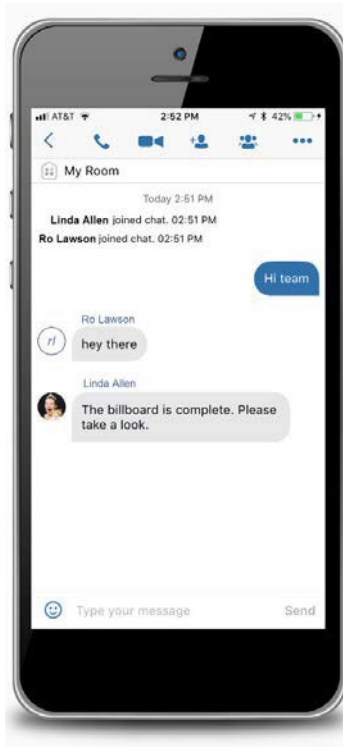 AT&T 2:52 PM 42%
My Room
Today 2:51 PM
Linda Allen joined chat. 02:51 PM
Ro Lawson joined chat. 02:51 PM
Hi team
Ro Lawson
rl
hey there
Linda Allen
The billboard is complete. Please
take a look.
Type your message Send